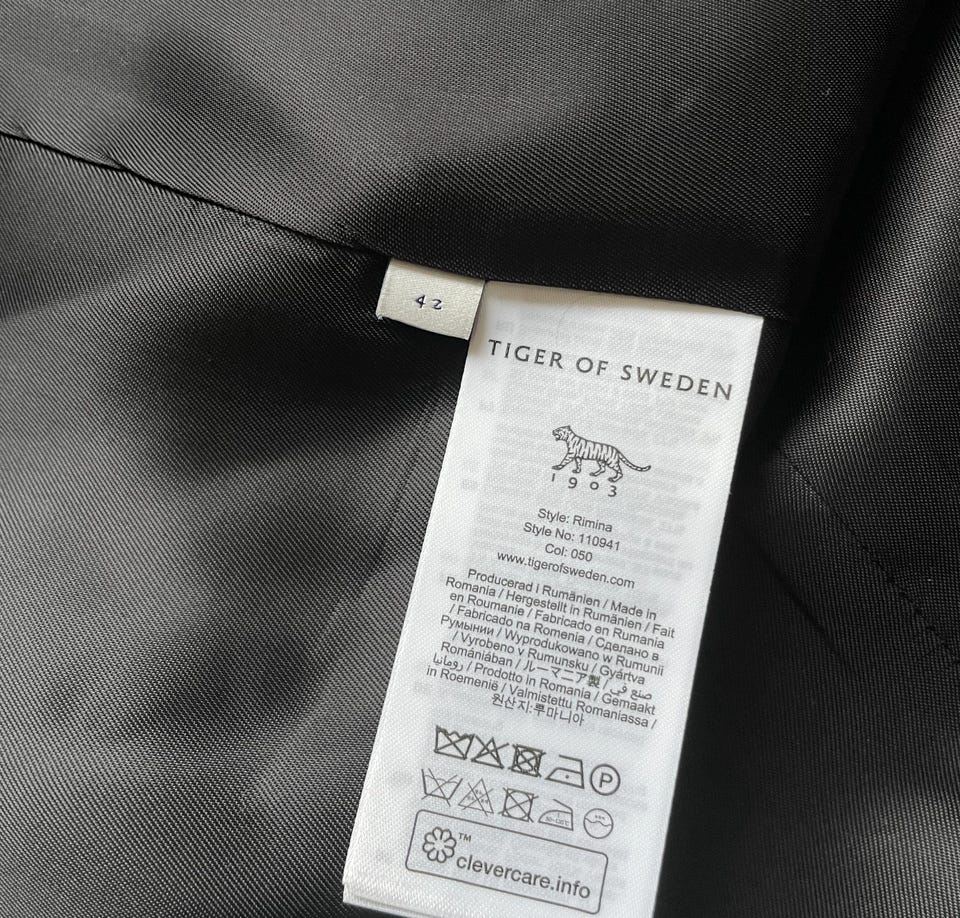 42
TIGER OF SWEDEN
1903
Style: Rimina
Style No: 110941
Col: 050
www.tigerofsweden.com
Producerad i Rumänien / Made in
Romania / Hergestellt in Rumänien / Fait
en Roumanie / Fabricado en Rumania
/ Fabricado na Romenia / Сделано в
Румынии / Wyprodukowano w Rumunii
/ Vyrobeno v Rumunsku / Gyártva
Romániában / ルーマニア製 / صنع في
رومانيا / Prodotto in Romania / Gemaakt
in Roemenië / Valmistettu Romaniassa /
원산지:루마니아
P
clevercare.info™